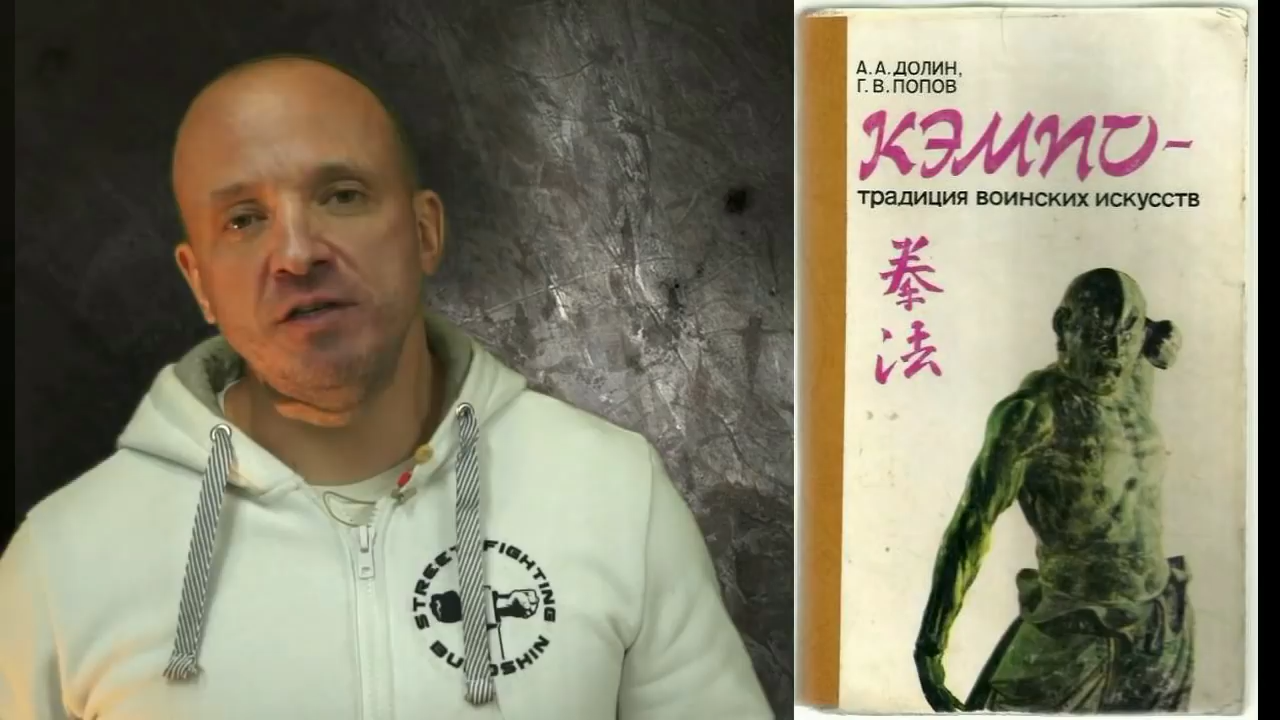 STREET FIGHTING
BUDOSHIN
А.А.ДОЛИН,
Г.В.ПОПОВ
КЭМПО-
традиция воинских искусств
拳
法